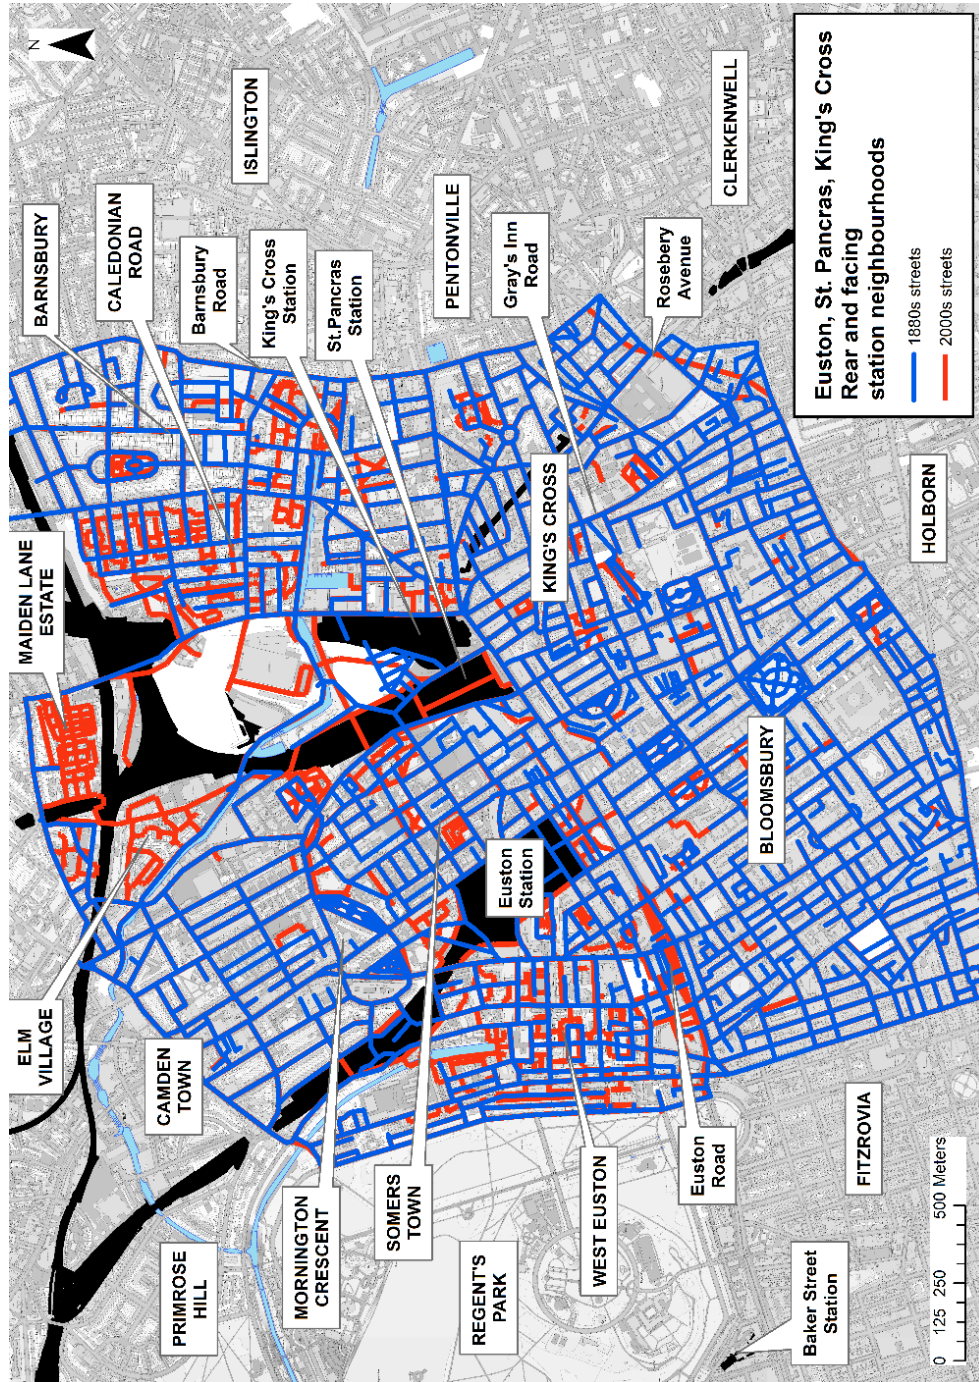 N
ISLINGTON
BARNSBURY
CALEDONIAN
ROAD
Barnsbury
Road
King's Cross
Station
St.Pancras
Station
PENTONVILLE
Gray's Inn
Road
Rosebery
Avenue
CLERKENWELL
MAIDEN LANE
ESTATE
KING'S CROSS
HOLBORN
ELM
VILLAGE
CAMDEN
TOWN
Euston
Station
BLOOMSBURY
PRIMROSE
HILL
MORNINGTON
CRESCENT
SOMERS
TOWN
REGENT'S
PARK
WEST EUSTON
Euston
Road
FITZROVIA
Baker Street
Station
Euston, St. Pancras, King's Cross
Rear and facing
station neighbourhoods
1880s streets
2000s streets
0 125 250 500 Meters